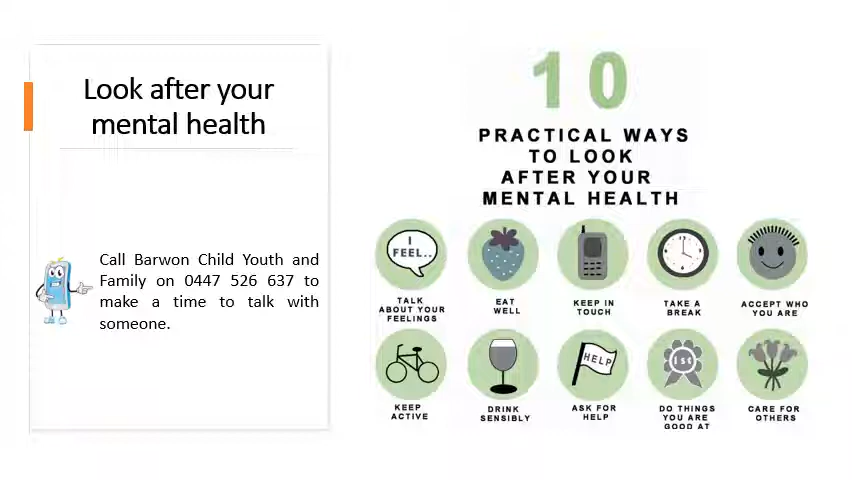 Look after your
mental health
Call Barwon Child Youth and
Family on 0447 526 637 to
make a time to talk with
someone.
10
PRACTICAL WAYS
TO LOOK
AFTER YOUR
MENTAL HEALTH
I
FEEL..
TALK
ABOUT YOUR
FEELINGS
EAT
WELL
KEEP IN
TOUCH
TAKE A
BREAK
ACCEPT WHO
YOU ARE
KEEP
ACTIVE
DRINK
SENSIBLY
HELP
ASK FOR
HELP
1st
DO THINGS
YOU ARE
GOOD AT
CARE FOR
OTHERS